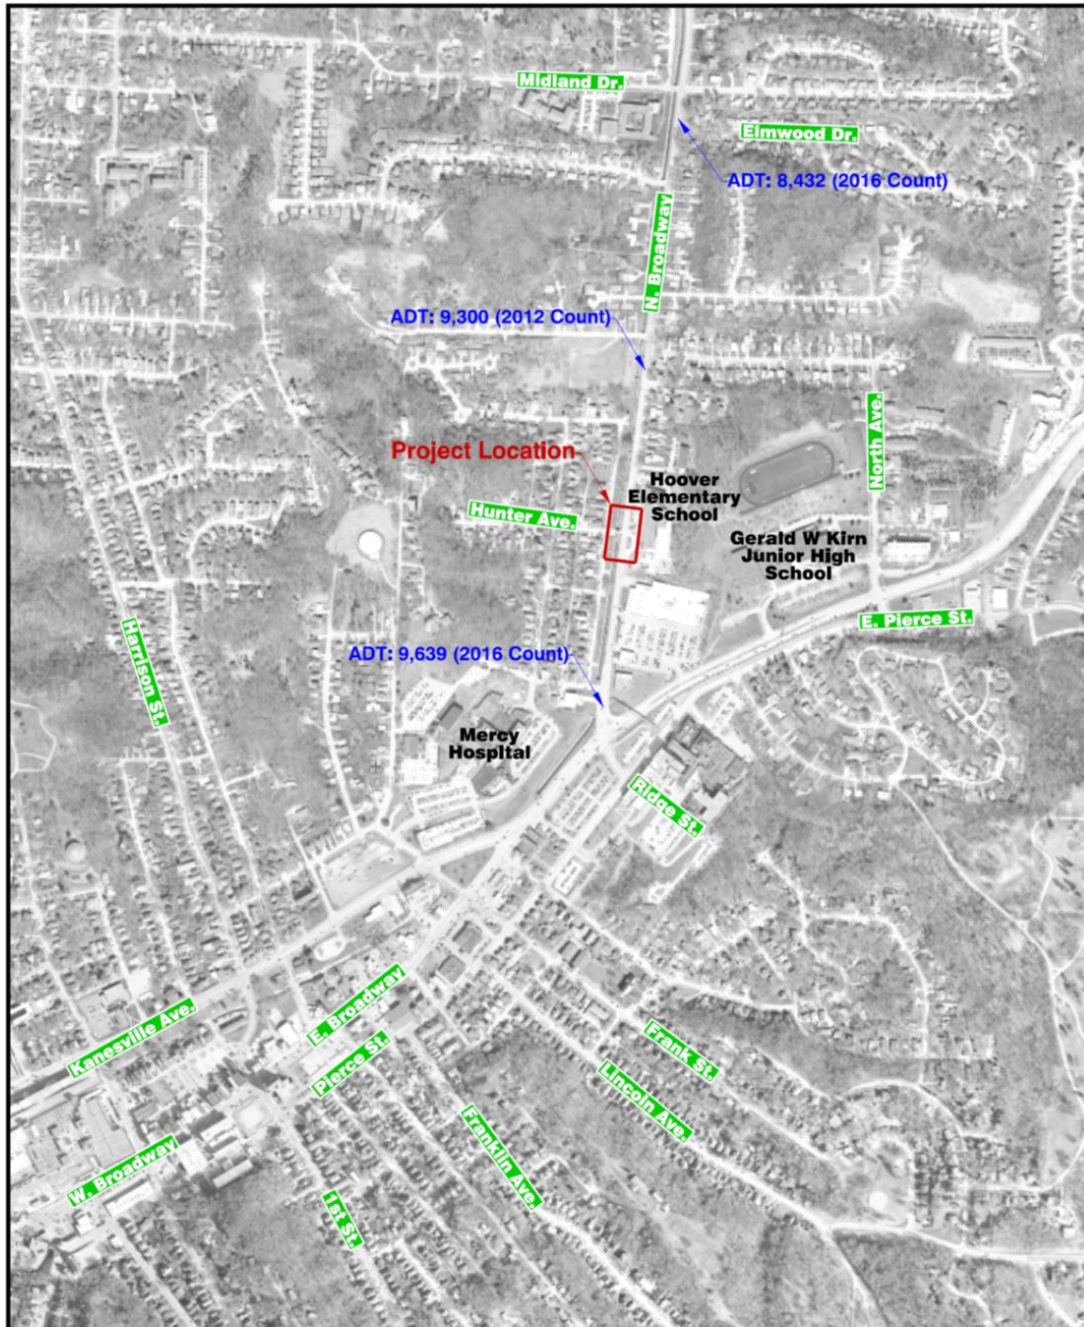 Midland Dr.
Elmwood Dr.
ADT: 8,432 (2016 Count)
N. Broadway
ADT: 9,300 (2012 Count)
North Ave.
Project Location
Hoover
Elementary
School
Hunter Ave.
Gerald W Kirn
Junior High
School
E. Pierce St.
Harrison St.
ADT: 9,639 (2016 Count)
Mercy
Hospital
Ridge St.
Kanesville Ave.
E. Broadway
Pierce St.
Frank St.
Lincoln Ave.
Franklin Ave.
W. Broadway
1st St.